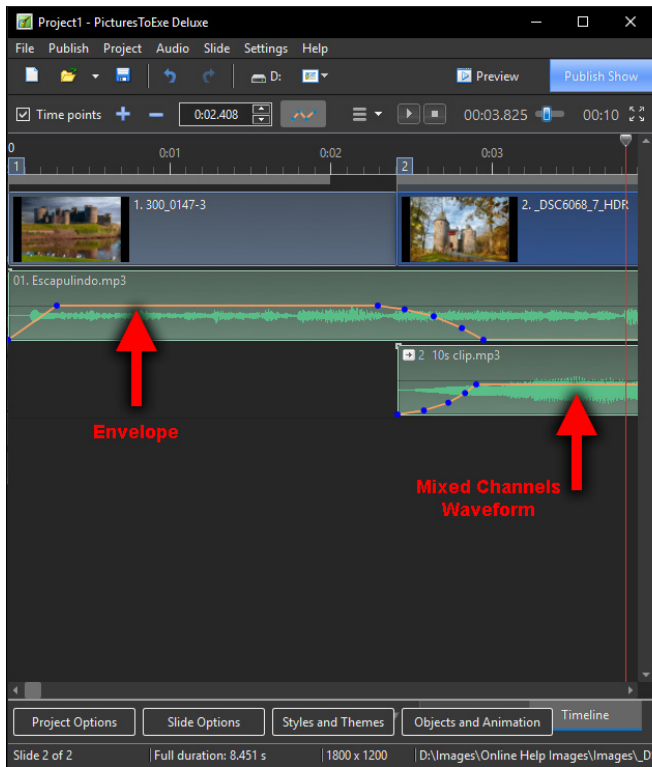 Project1 - PicturesToExe Deluxe
File Publish Project Audio Slide Settings Help
D: Preview Publish Show
Time points 0:02.408 00:03.825 00:10
0 0:01 0:02 0:03
1 2
1. 300_0147-3 2. _DSC6068_7_HDR
01. Escapulindo.mp3
2 10s clip.mp3
Envelope
Mixed Channels
Waveform
Project Options Slide Options Styles and Themes Objects and Animation Timeline
Slide 2 of 2 Full duration: 8.451 s 1800 x 1200 D:\Images\Online Help Images\Images\_D